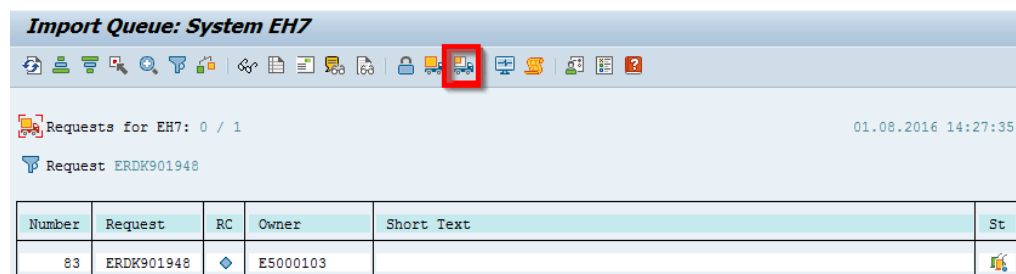 Import Queue: System EH7
Requests for EH7: 0 / 1 01.08.2016 14:27:35
Request ERDK901948
Number Request RC Owner Short Text St
83 ERDK901948 E5000103